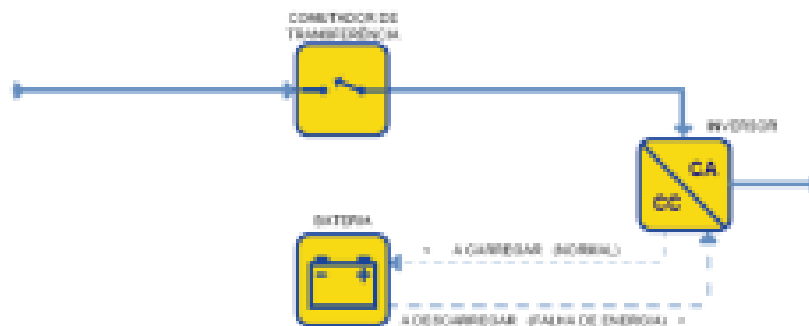 COMUTADOR DE
TRANSFERÊNCIA
INVERSOR
CA
CC
BATERIA
A CARREGAR (NORMAL)
- +
A DESCARREGAR (FALHA DE ENERGIA)